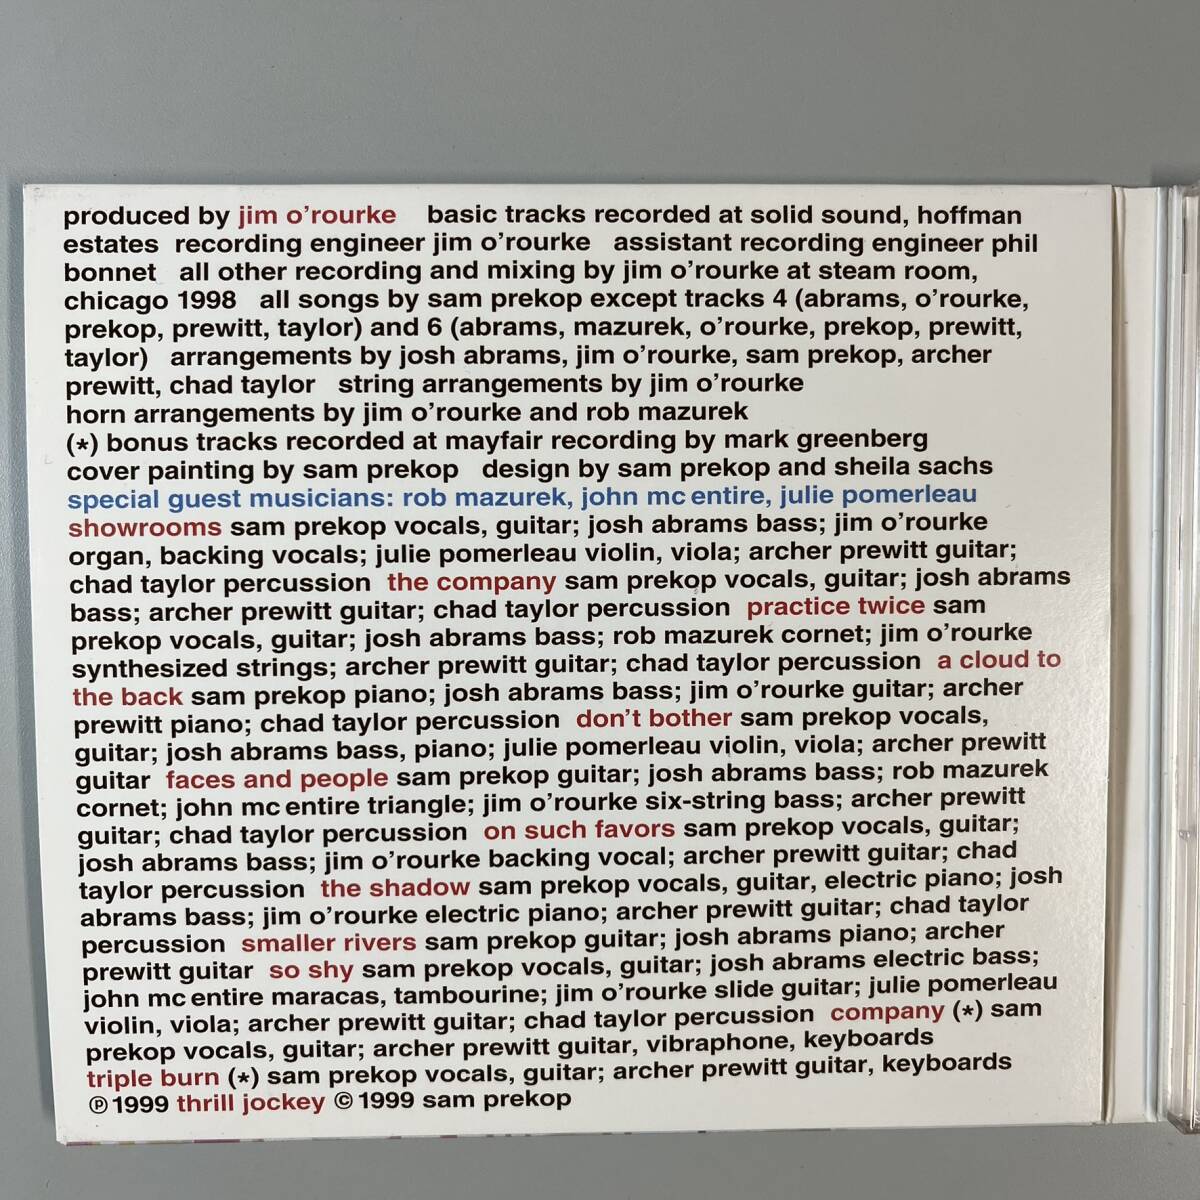 produced by jim o'rourke basic tracks recorded at solid sound, hoffman
estates recording engineer jim o'rourke assistant recording engineer phil
bonnet all other recording and mixing by jim o'rourke at steam room,
chicago 1998 all songs by sam prekop except tracks 4 (abrams, o'rourke,
prekop, prewitt, taylor) and 6 (abrams, mazurek, o'rourke, prekop, prewitt,
taylor) arrangements by josh abrams, jim o'rourke, sam prekop, archer
prewitt, chad taylor string arrangements by jim o'rourke
horn arrangements by jim o'rourke and rob mazurek
(*) bonus tracks recorded at mayfair recording by mark greenberg
cover painting by sam prekop design by sam prekop and sheila sachs
special guest musicians: rob mazurek, john mc entire, julie pomerleau
showrooms sam prekop vocals, guitar; josh abrams bass; jim o'rourke
organ, backing vocals; julie pomerleau violin, viola; archer prewitt guitar;
chad taylor percussion the company sam prekop vocals, guitar; josh abrams
bass; archer prewitt guitar; chad taylor percussion practice twice sam
prekop vocals, guitar; josh abrams bass; rob mazurek cornet; jim o'rourke
synthesized strings; archer prewitt guitar; chad taylor percussion a cloud to
the back sam prekop piano; josh abrams bass; jim o'rourke guitar; archer
prewitt piano; chad taylor percussion don't bother sam prekop vocals,
guitar; josh abrams bass, piano; julie pomerleau violin, viola; archer prewitt
guitar faces and people sam prekop guitar; josh abrams bass; rob mazurek
cornet; john mc entire triangle; jim o'rourke six-string bass; archer prewitt
guitar; chad taylor percussion on such favors sam prekop vocals, guitar;
josh abrams bass; jim o'rourke backing vocal; archer prewitt guitar; chad
taylor percussion the shadow sam prekop vocals, guitar, electric piano; josh
abrams bass; jim o'rourke electric piano; archer prewitt guitar; chad taylor
percussion smaller rivers sam prekop guitar; josh abrams piano; archer
prewitt guitar so shy sam prekop vocals, guitar; josh abrams electric bass;
john mc entire maracas, tambourine; jim o'rourke slide guitar; julie pomerleau
violin, viola; archer prewitt guitar; chad taylor percussion company (*) sam
prekop vocals, guitar; archer prewitt guitar, vibraphone, keyboards
triple burn (*) sam prekop vocals, guitar; archer prewitt guitar, keyboards
℗ 1999 thrill jockey © 1999 sam prekop